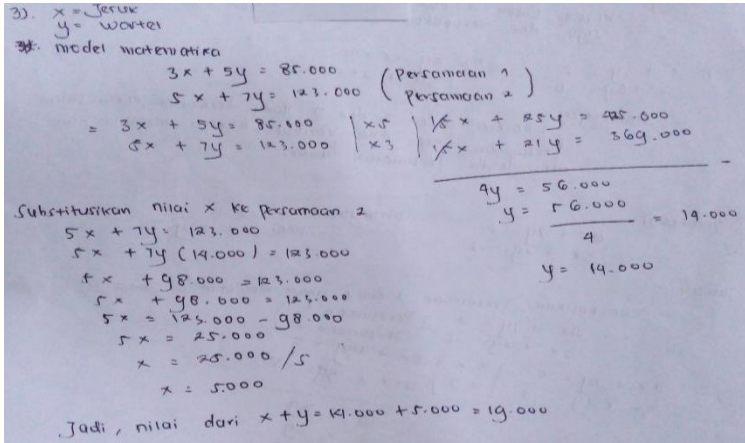 3). x = Jeruk
y = wortel
model matematika
3x + 5y = 85.000 (Persamaan 1
5x + 7y = 123.000 Persamaan 2)
= 3x + 5y = 85.000 | x5 | 15x + 25y = 425.000
5x + 7y = 123.000 | x3 | 15x + 21y = 369.000
-
4y = 56.000
y = 56.000 / 4 = 14.000
y = 14.000
Substitusikan nilai x ke persamaan 2
5x + 7y = 123.000
5x + 7y (14.000) = 123.000
5x + 98.000 = 123.000
5x + 98.000 = 123.000
5x = 123.000 - 98.000
5x = 25.000
x = 25.000 / 5
x = 5.000
Jadi, nilai dari x + y = 14.000 + 5.000 = 19.000